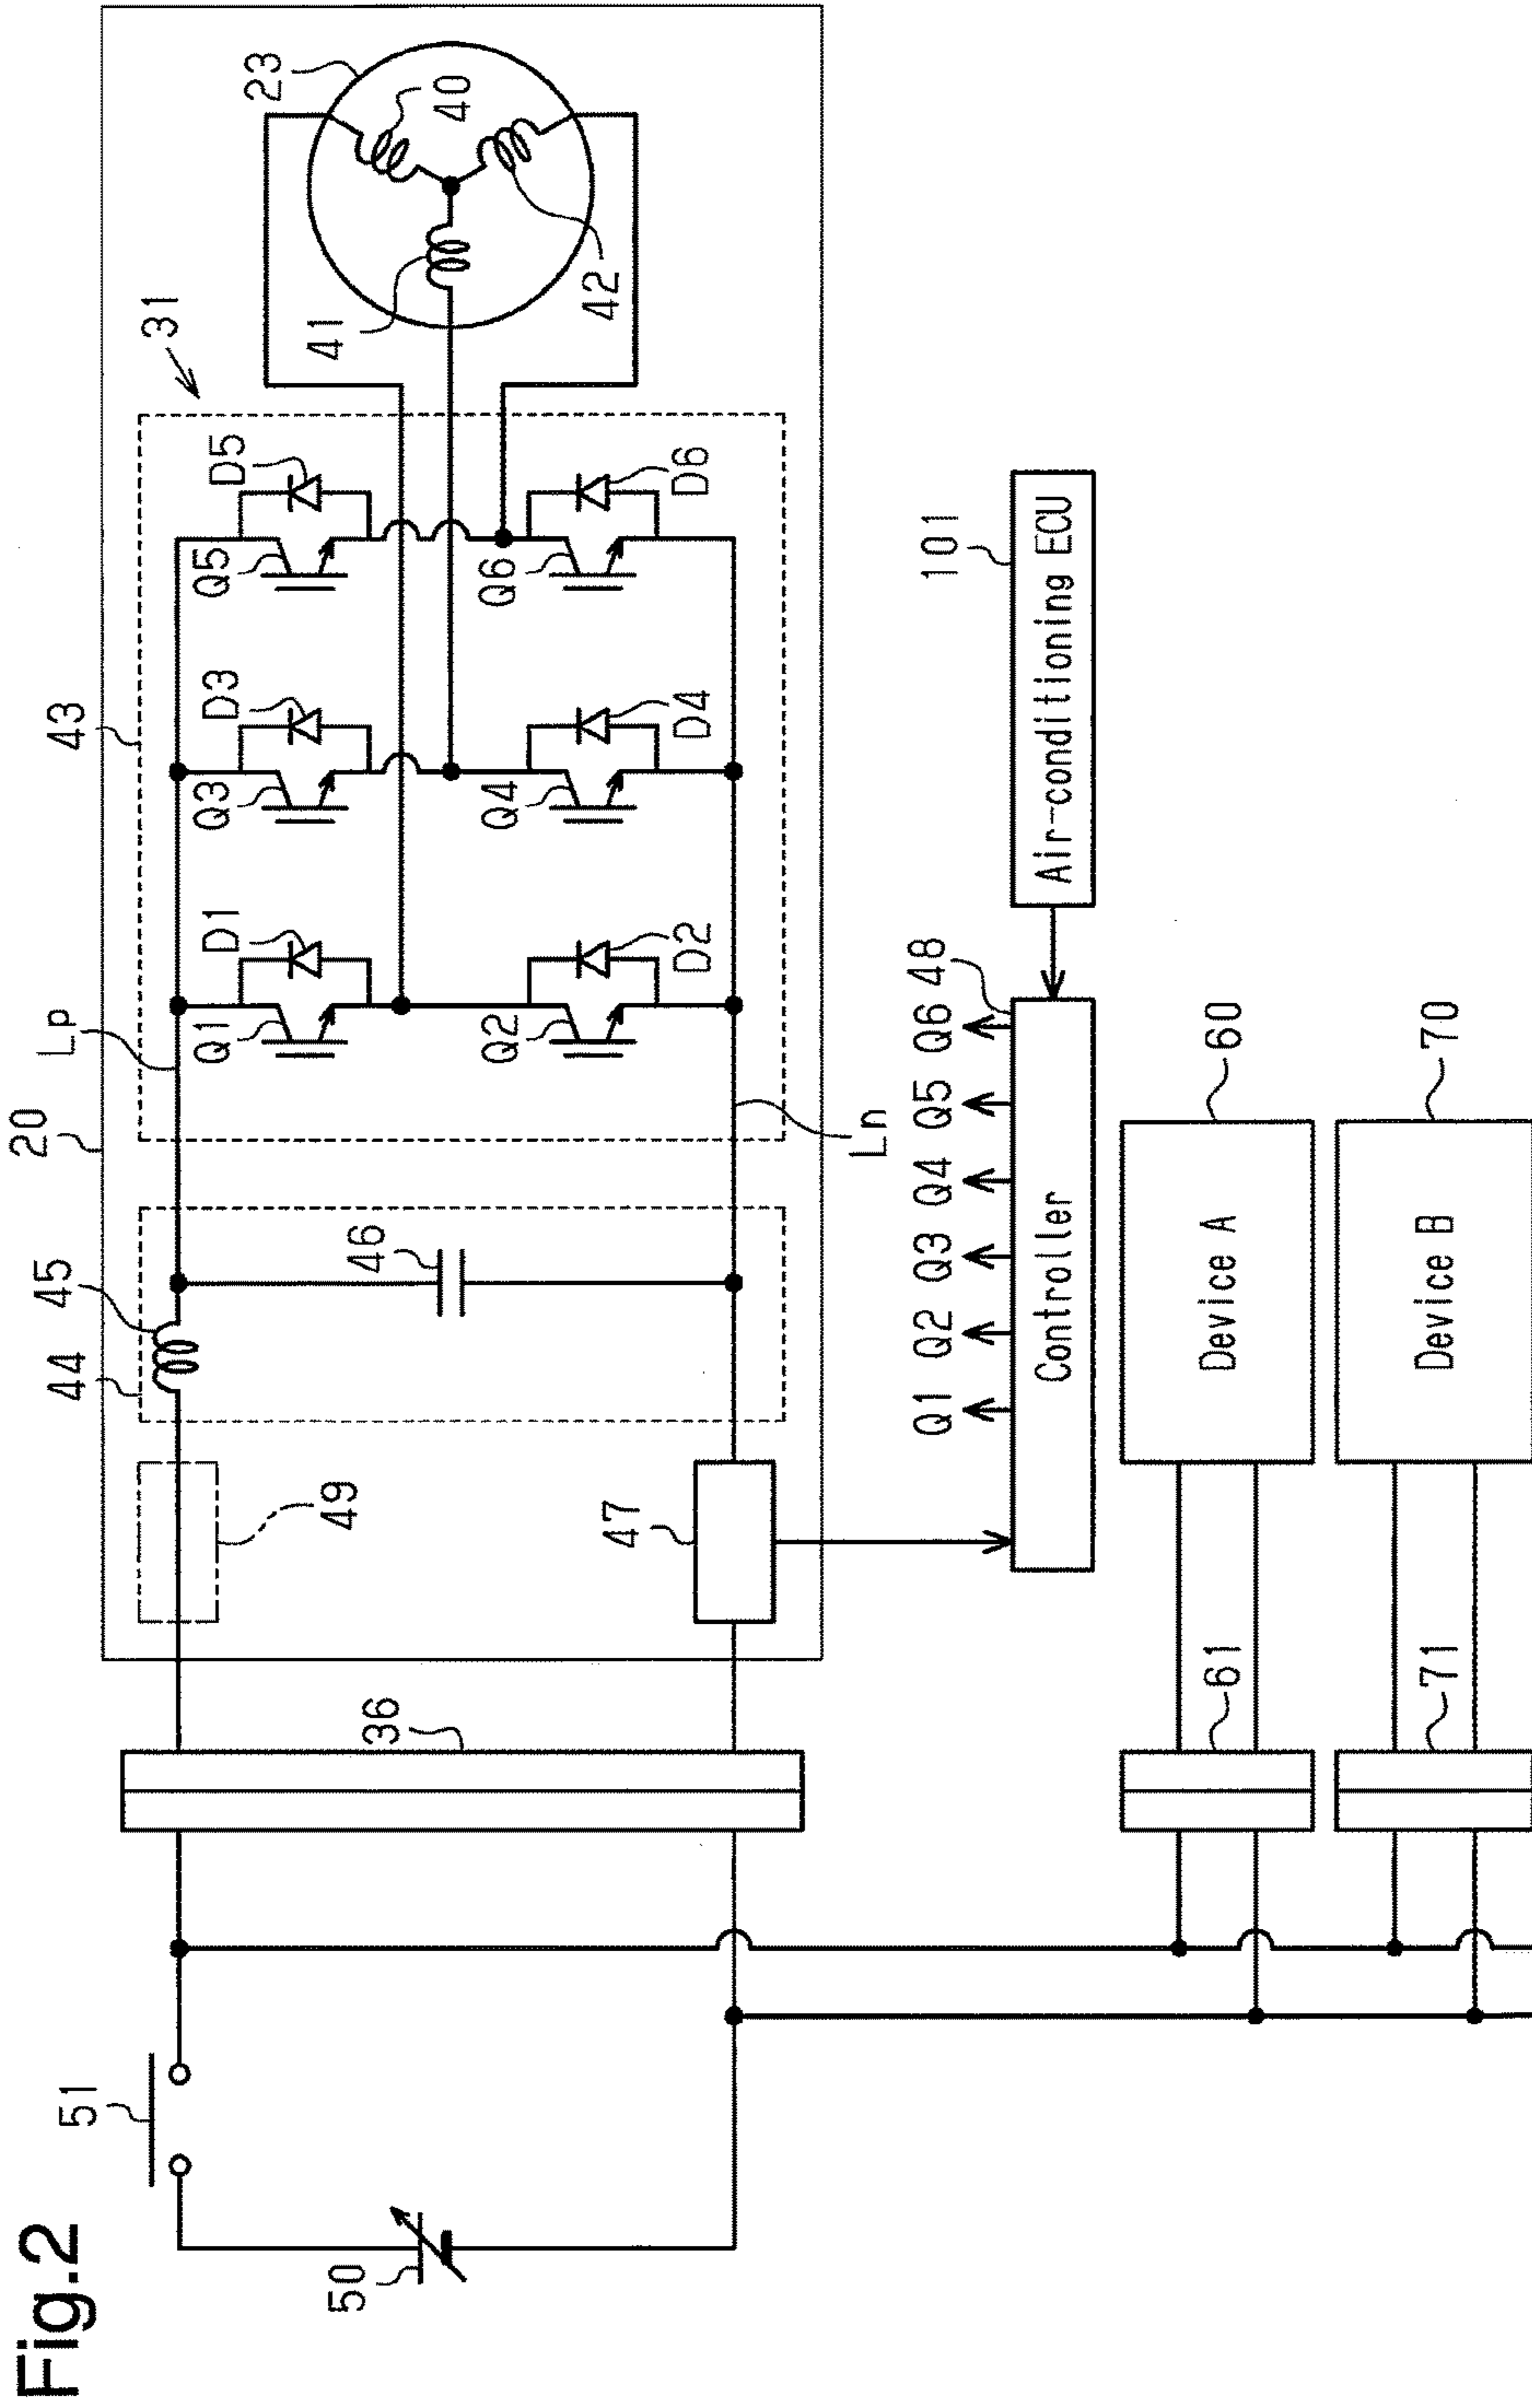 Fig.2
20
Lp
43
31
23
40
41
42
44
45
46
49
47
36
51
50
Q1
D1
Q3
D3
Q5
D5
Q2
D2
Q4
D4
Q6
D6
Ln
Q1
Q2
Q3
Q4
Q5
Q6
48
101
Controller
Air-conditioning ECU
61
60
Device A
71
70
Device B